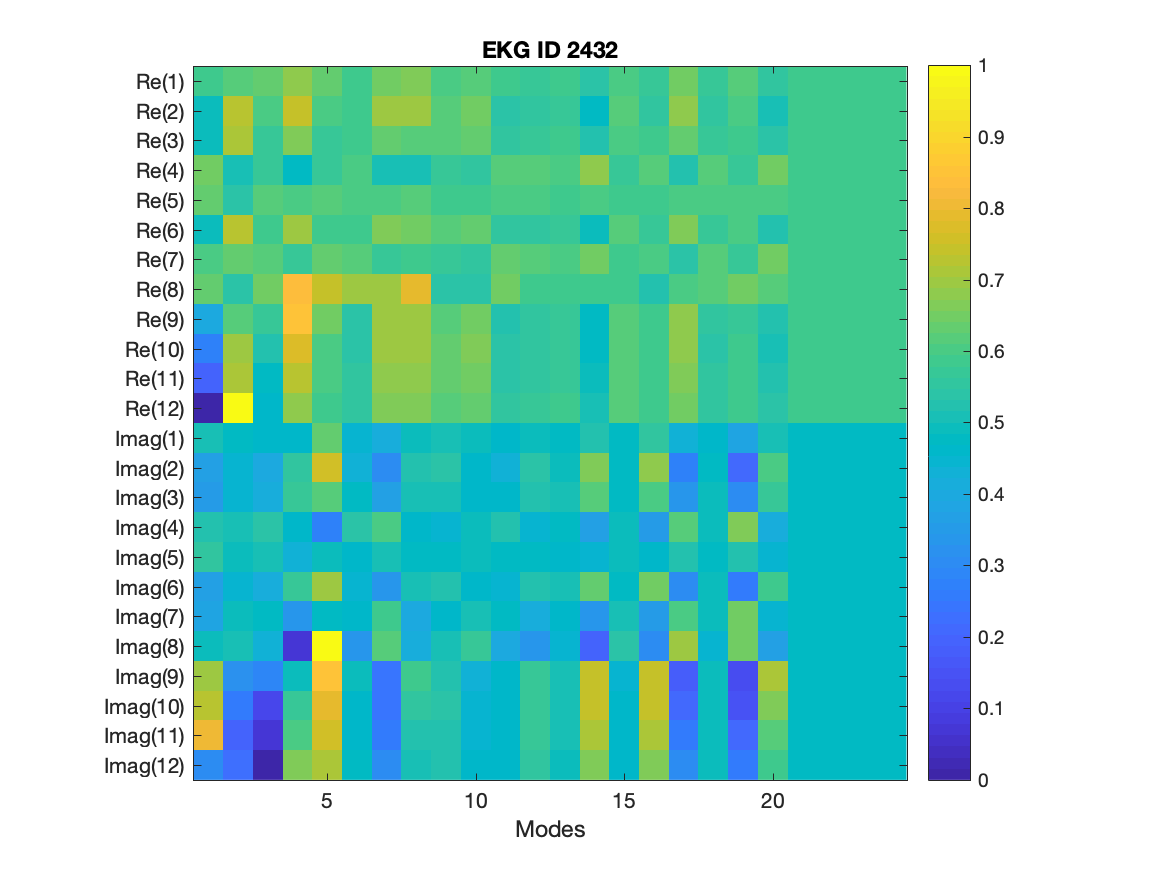 EKG ID 2432
Re(1)
Re(2)
Re(3)
Re(4)
Re(5)
Re(6)
Re(7)
Re(8)
Re(9)
Re(10)
Re(11)
Re(12)
Imag(1)
Imag(2)
Imag(3)
Imag(4)
Imag(5)
Imag(6)
Imag(7)
Imag(8)
Imag(9)
Imag(10)
Imag(11)
Imag(12)
5 10 15 20
Modes
1
0.9
0.8
0.7
0.6
0.5
0.4
0.3
0.2
0.1
0